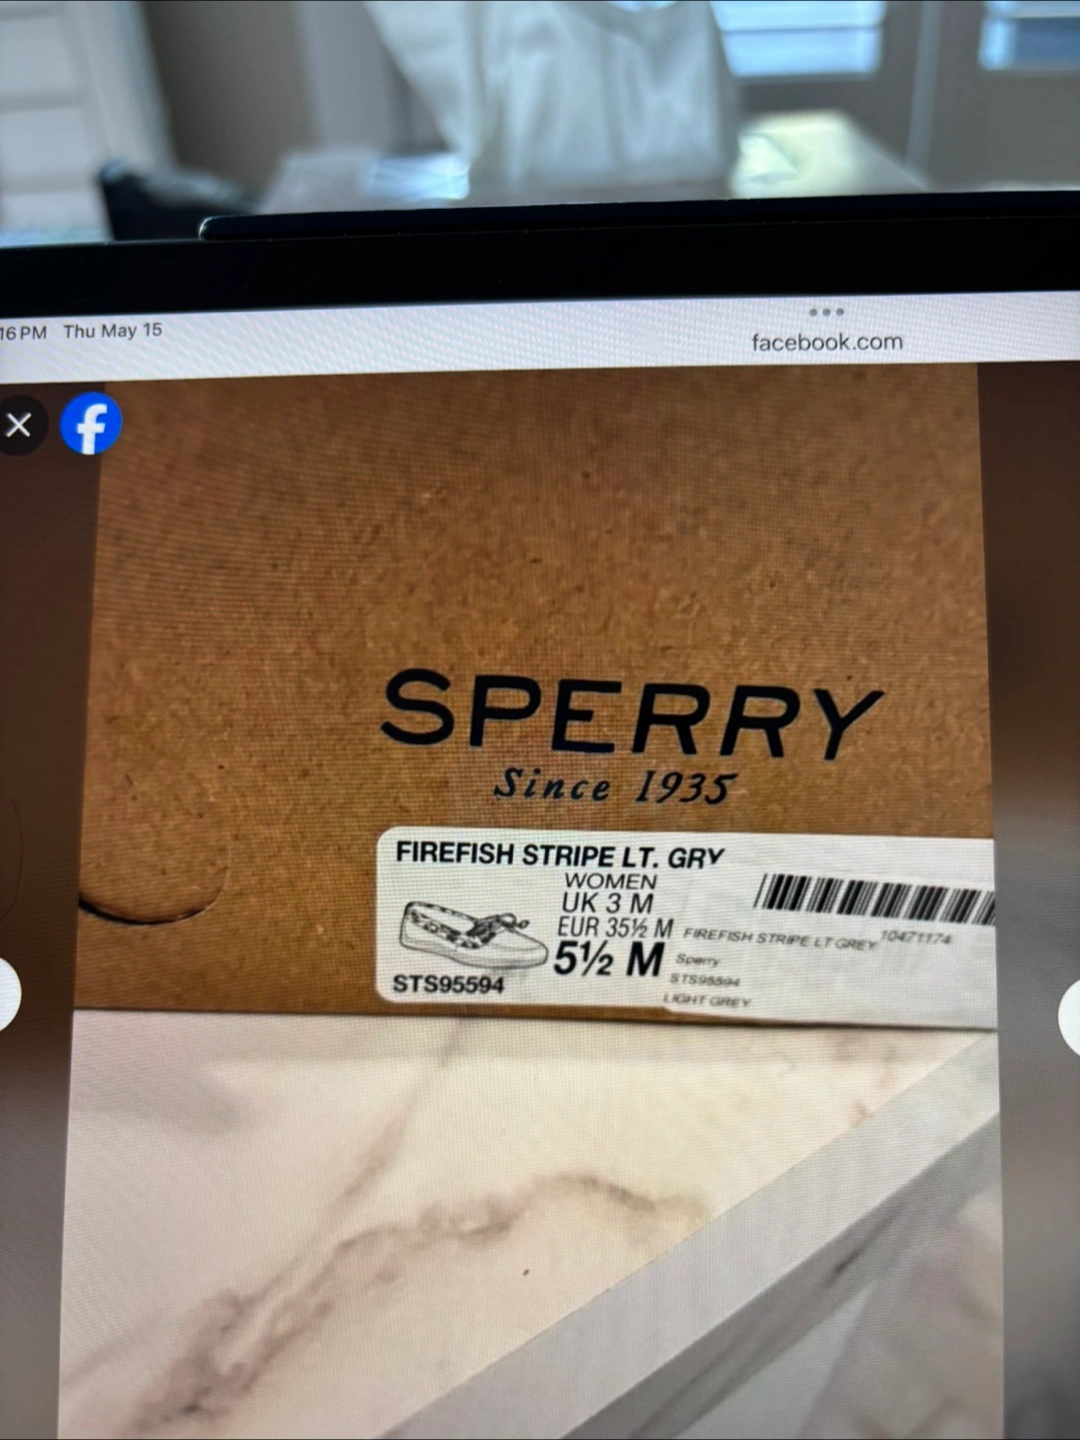 16 PM Thu May 15
facebook.com
SPERRY
Since 1935
FIREFISH STRIPE LT. GRY
WOMEN
UK 3 M
EUR 35½ M
5½ M
STS95594
FIREFISH STRIPE LT GREY 10471174
Sperry
STS95594
LIGHT GREY